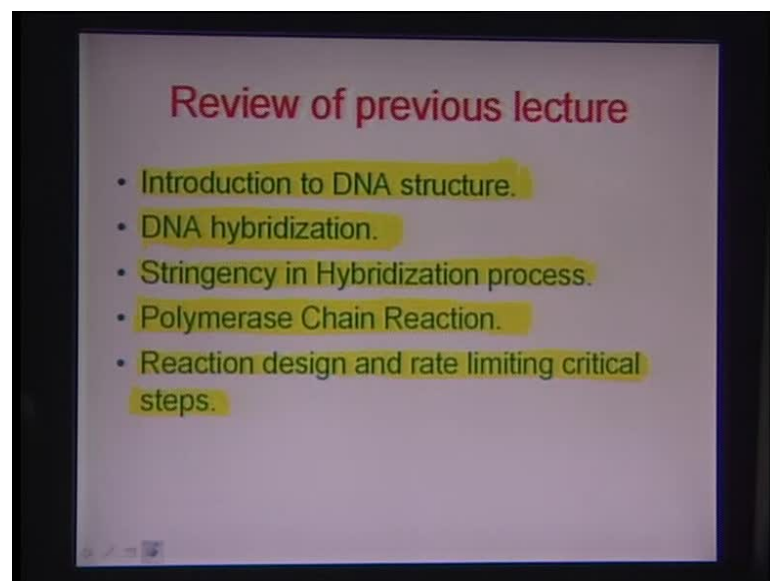 Review of previous lecture
• Introduction to DNA structure.
• DNA hybridization.
• Stringency in Hybridization process.
• Polymerase Chain Reaction.
• Reaction design and rate limiting critical
steps.